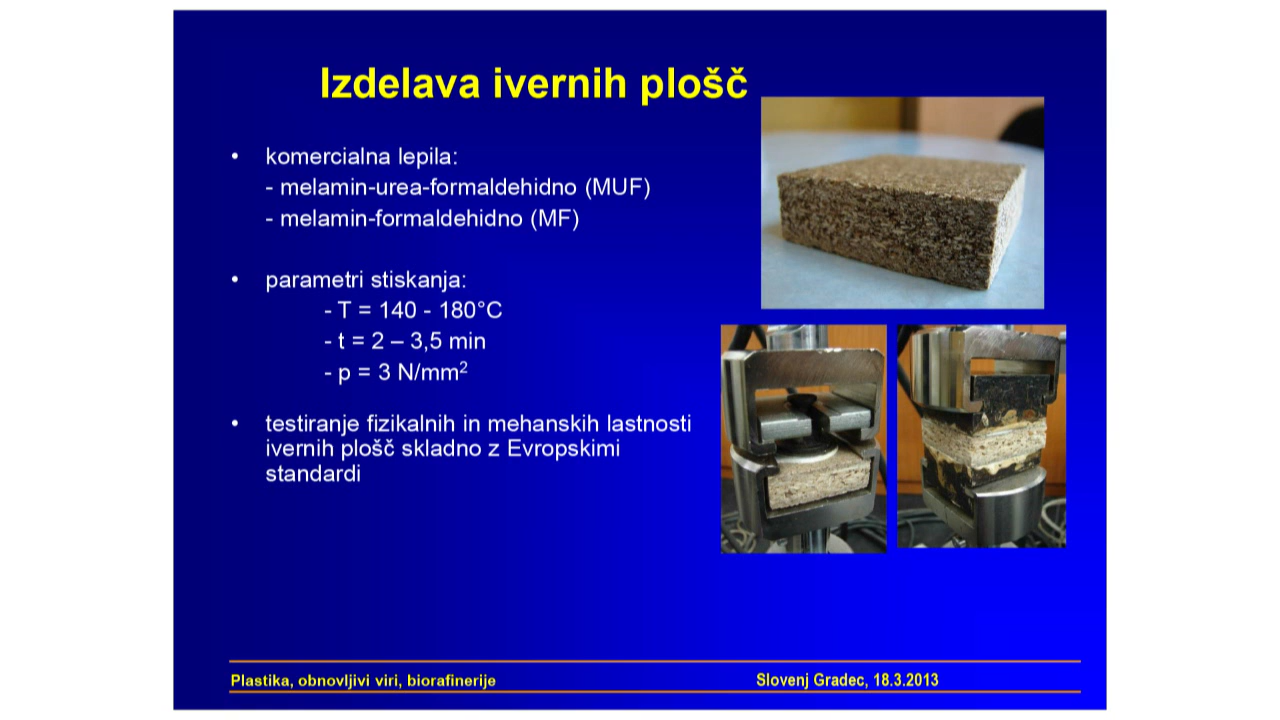 Izdelava ivernih plošč
• komercialna lepila:
- melamin-urea-formaldehidno (MUF)
- melamin-formaldehidno (MF)
• parametri stiskanja:
- T = 140 - 180°C
- t = 2 – 3,5 min
- p = 3 N/mm²
• testiranje fizikalnih in mehanskih lastnosti
ivernih plošč skladno z Evropskimi
standardi
Plastika, obnovljivi viri, biorafinerije
Slovenj Gradec, 18.3.2013